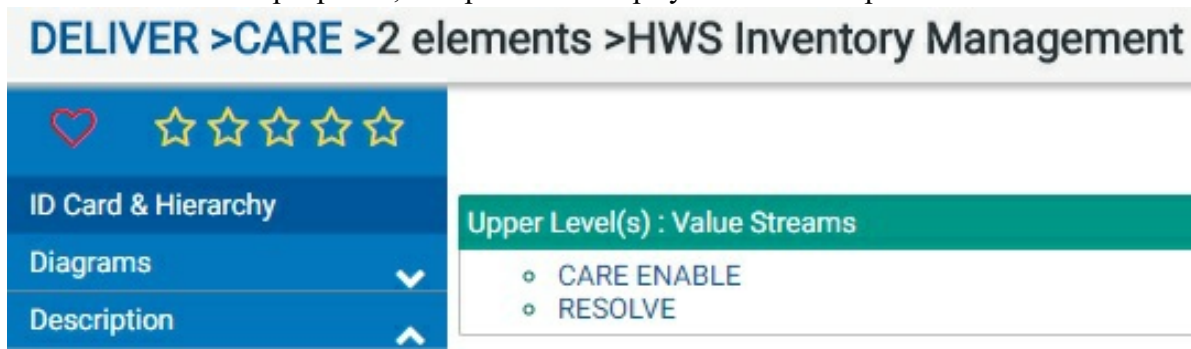 DELIVER >CARE >2 elements >HWS Inventory Management
ID Card & Hierarchy
Diagrams
Description
Upper Level(s) : Value Streams
CARE ENABLE
RESOLVE